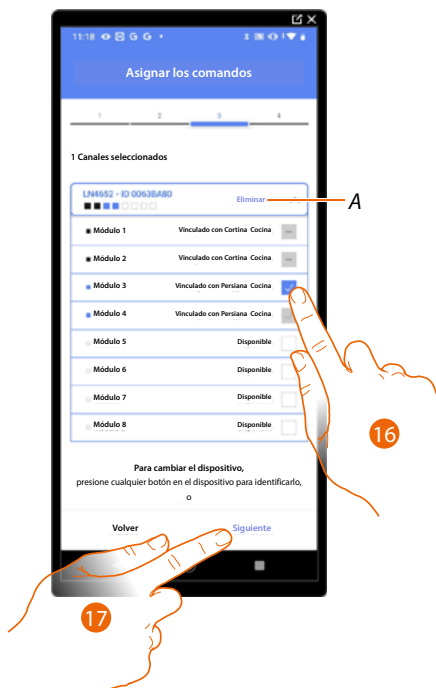 11:18 G G
Asignar los comandos
1 2 3 4
1 Canales seleccionados
LN4652 - ID 0063BA80
Eliminar
A
Módulo 1 Vinculado con Cortina Cocina
Módulo 2 Vinculado con Cortina Cocina
Módulo 3 Vinculado con Persiana Cocina
Módulo 4 Vinculado con Persiana Cocina
Módulo 5 Disponible
Módulo 6 Disponible
Módulo 7 Disponible
Módulo 8 Disponible
16
Para cambiar el dispositivo,
presione cualquier botón en el dispositivo para identificarlo,
o
Volver Siguiente
17